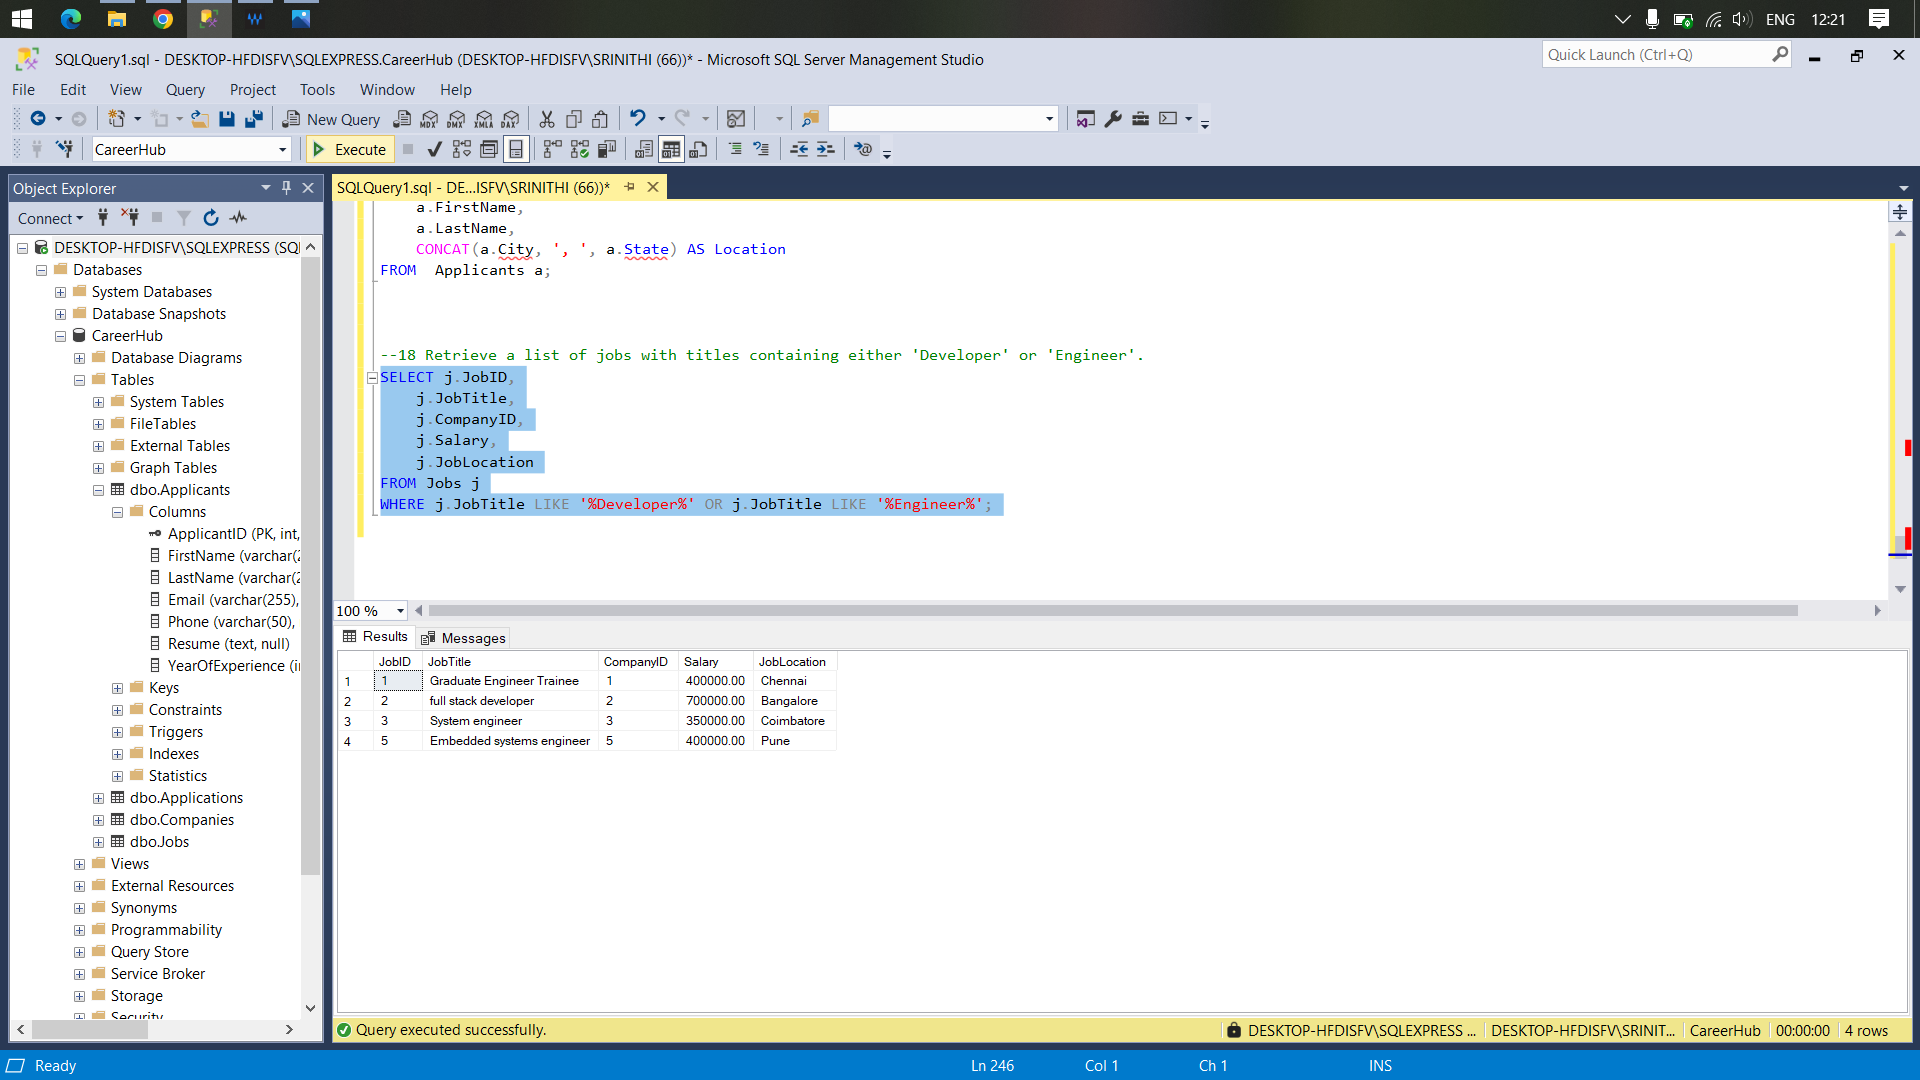 ENG 12:21
SQLQuery1.sql - DESKTOP-HFDISFV\SQLEXPRESS.CareerHub (DESKTOP-HFDISFV\SRINITHI (66))* - Microsoft SQL Server Management Studio
Quick Launch (Ctrl+Q)
File Edit View Query Project Tools Window Help
New Query MDX DMX XMLA DAX
CareerHub Execute
Object Explorer
Connect
DESKTOP-HFDISFV\SQLEXPRESS (SQ
Databases
System Databases
Database Snapshots
CareerHub
Database Diagrams
Tables
System Tables
FileTables
External Tables
Graph Tables
dbo.Applicants
Columns
ApplicantID (PK, int,
FirstName (varchar(2
LastName (varchar(2
Email (varchar(255),
Phone (varchar(50),
Resume (text, null)
YearOfExperience (i
Keys
Constraints
Triggers
Indexes
Statistics
dbo.Applications
dbo.Companies
dbo.Jobs
Views
External Resources
Synonyms
Programmability
Query Store
Service Broker
Storage
Security
SQLQuery1.sql - DE...ISFV\SRINITHI (66))*
a.FirstName,
a.LastName,
CONCAT(a.City, ', ', a.State) AS Location
FROM Applicants a;
--18 Retrieve a list of jobs with titles containing either 'Developer' or 'Engineer'.
SELECT j.JobID,
j.JobTitle,
j.CompanyID,
j.Salary,
j.JobLocation
FROM Jobs j
WHERE j.JobTitle LIKE '%Developer%' OR j.JobTitle LIKE '%Engineer%';
100 %
Results Messages
JobID JobTitle CompanyID Salary JobLocation
1 1 Graduate Engineer Trainee 1 400000.00 Chennai
2 2 full stack developer 2 700000.00 Bangalore
3 3 System engineer 3 350000.00 Coimbatore
4 5 Embedded systems engineer 5 400000.00 Pune
Query executed successfully. DESKTOP-HFDISFV\SQLEXPRESS ... DESKTOP-HFDISFV\SRINIT... CareerHub 00:00:00 4 rows
Ready Ln 246 Col 1 Ch 1 INS